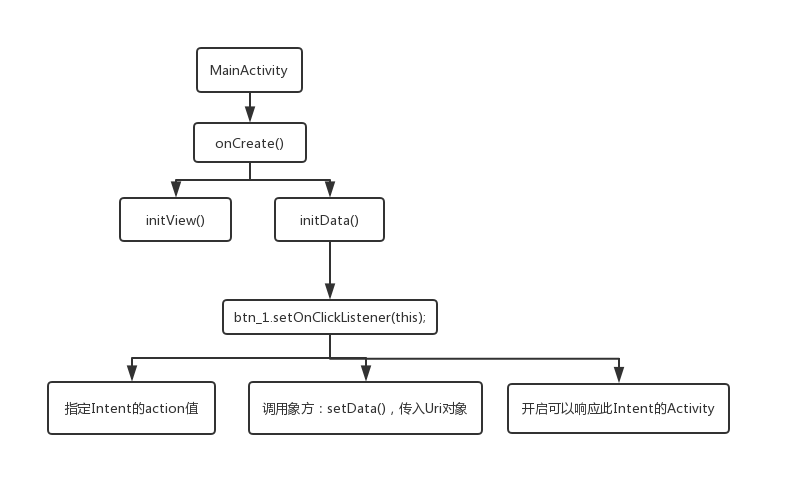 MainActivity
onCreate()
initView()
initData()
btn_1.setOnClickListener(this);
指定Intent的action值
调用象方：setData()，传入Uri对象
开启可以响应此Intent的Activity